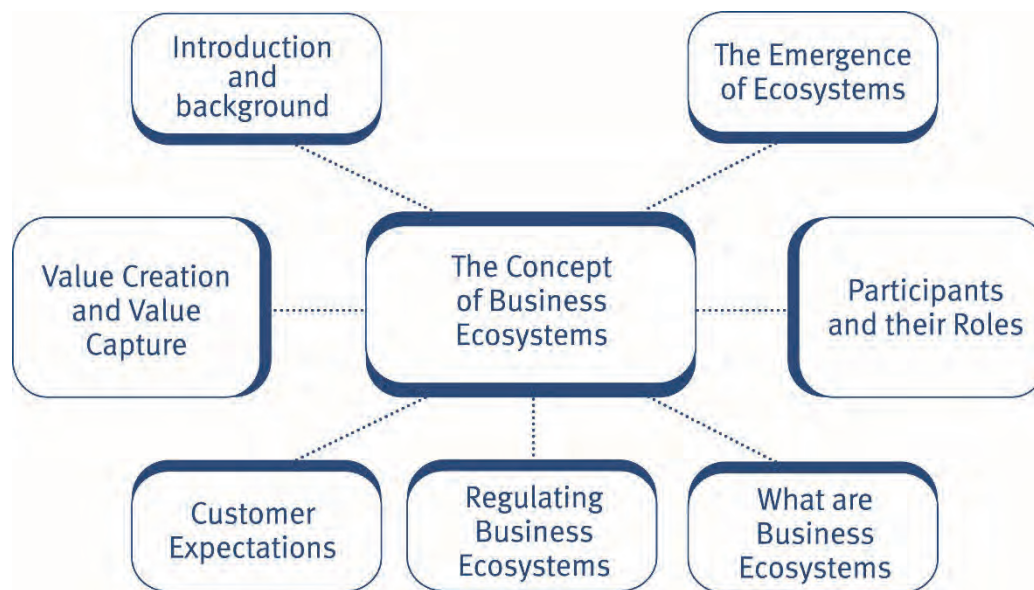 Introduction
and
background
The Emergence
of Ecosystems
Value Creation
and Value
Capture
The Concept
of Business
Ecosystems
Participants
and their Roles
Customer
Expectations
Regulating
Business
Ecosystems
What are
Business
Ecosystems